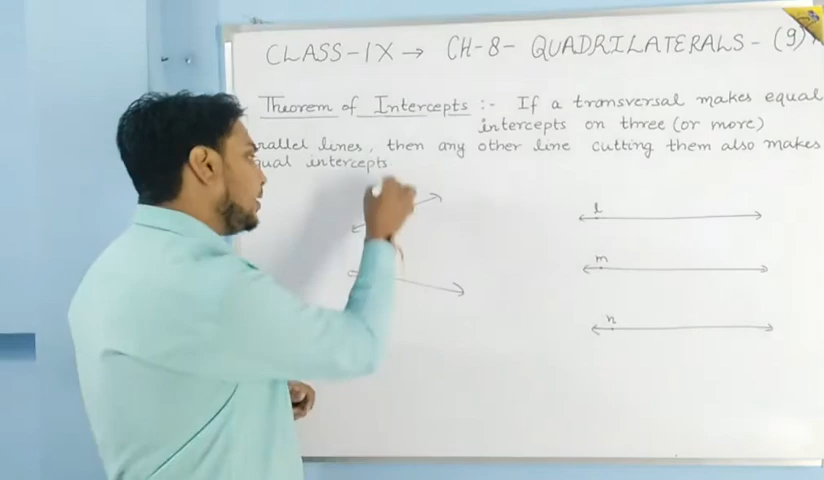 CLASS-IX → CH-8- QUADRILATERALS-(9)
Theorem of Intercepts :- If a transversal makes equal
intercepts on three (or more)
rallel lines, then any other line cutting them also makes
qual intercepts
l
m
n